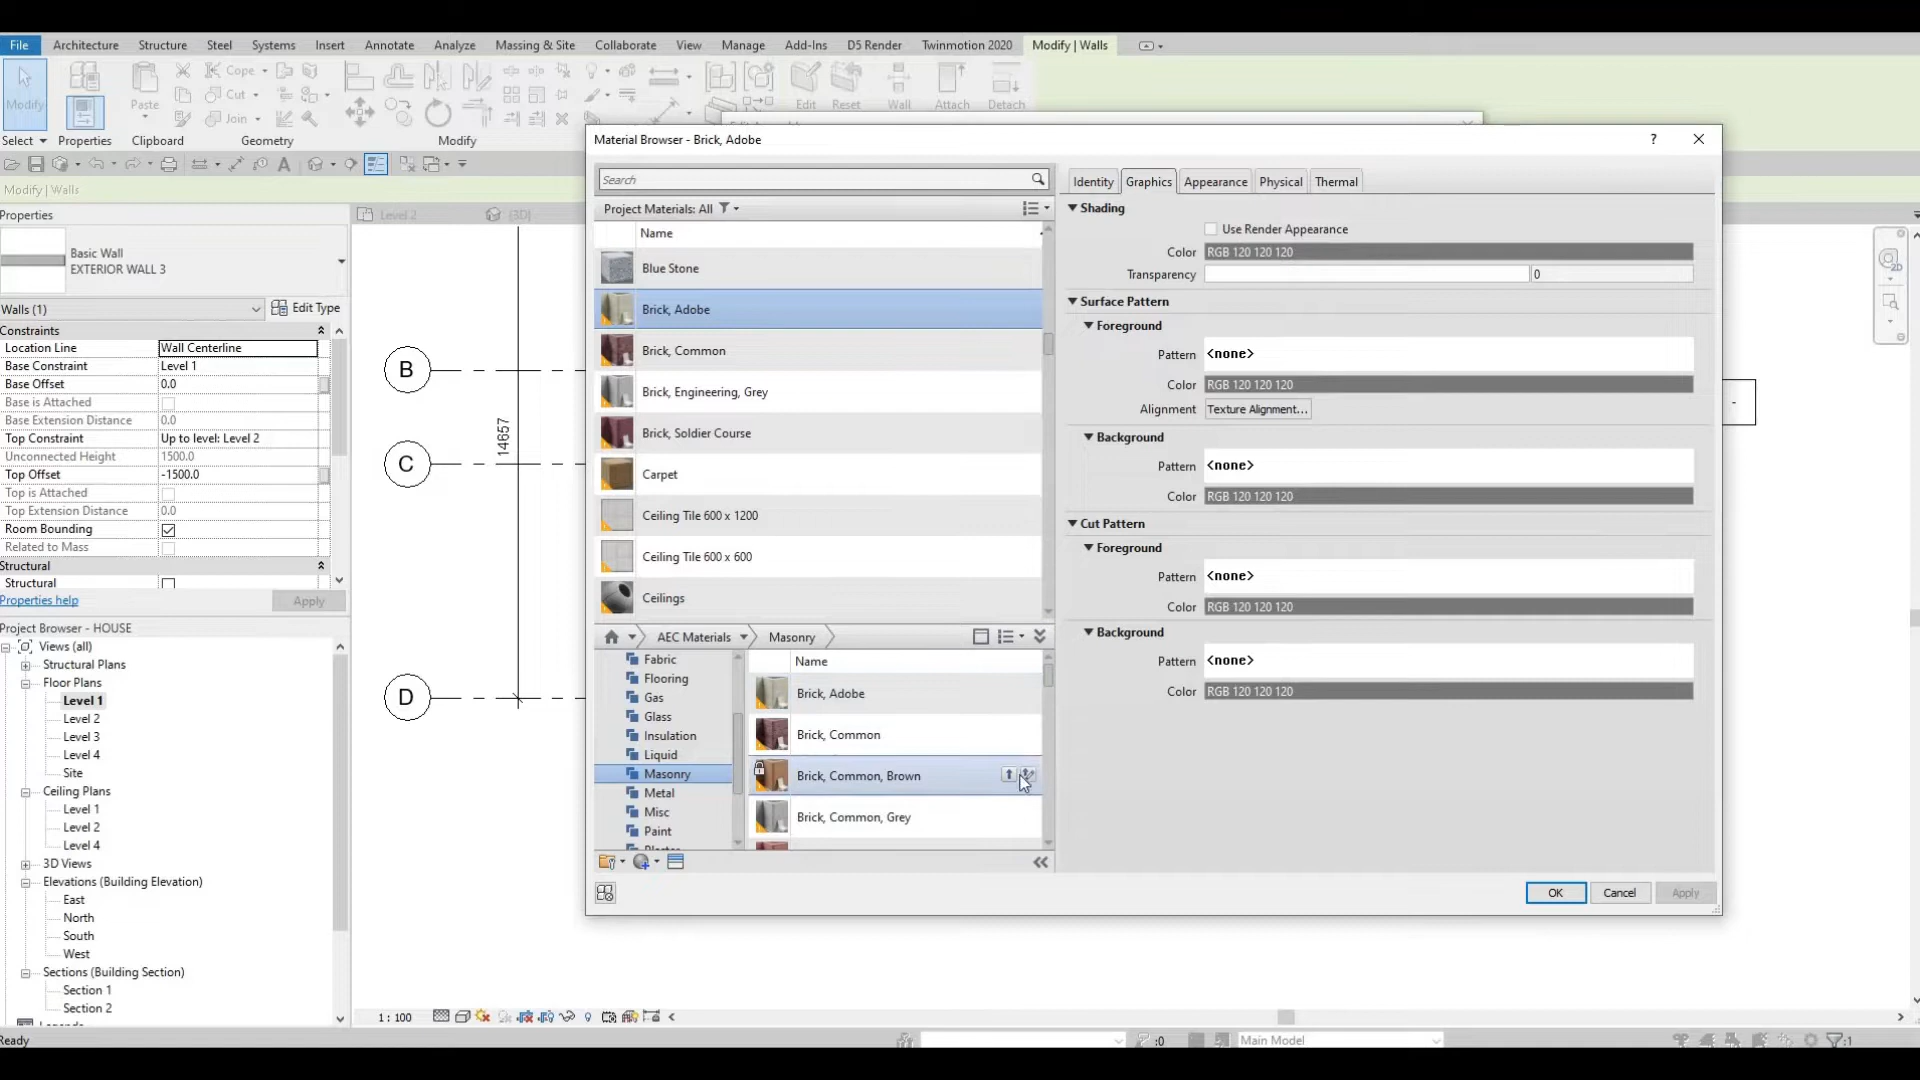 File Architecture Structure Steel Systems Insert Annotate Analyze Massing & Site Collaborate View Manage Add-Ins D5 Render Twinmotion 2020 Modify | Walls
Modify Paste Cope Cut Join Edit Reset Wall Attach Detach
Select Properties Clipboard Geometry Modify
Modify | Walls
Properties
Basic Wall
EXTERIOR WALL 3
Walls (1) Edit Type
Constraints
Location Line Wall Centerline
Base Constraint Level 1
Base Offset 0.0
Base is Attached
Base Extension Distance 0.0
Top Constraint Up to level: Level 2
Unconnected Height 1500.0
Top Offset -1500.0
Top is Attached
Top Extension Distance 0.0
Room Bounding
Related to Mass
Structural
Structural
Properties help Apply
Project Browser - HOUSE
Views (all)
Structural Plans
Floor Plans
Level 1
Level 2
Level 3
Level 4
Site
Ceiling Plans
Level 1
Level 2
Level 4
3D Views
Elevations (Building Elevation)
East
North
South
West
Sections (Building Section)
Section 1
Section 2
Level 2 {3D}
B
C
D
14657
1 : 100
Material Browser - Brick, Adobe ?
Search
Project Materials: All
Name
Blue Stone
Brick, Adobe
Brick, Common
Brick, Engineering, Grey
Brick, Soldier Course
Carpet
Ceiling Tile 600 x 1200
Ceiling Tile 600 x 600
Ceilings
AEC Materials Masonry
Fabric
Flooring
Gas
Glass
Insulation
Liquid
Masonry
Metal
Misc
Paint
Name
Brick, Adobe
Brick, Common
Brick, Common, Brown
Brick, Common, Grey
Identity Graphics Appearance Physical Thermal
Shading
Use Render Appearance
Color RGB 120 120 120
Transparency 0
Surface Pattern
Foreground
Pattern <none>
Color RGB 120 120 120
Alignment Texture Alignment...
Background
Pattern <none>
Color RGB 120 120 120
Cut Pattern
Foreground
Pattern <none>
Color RGB 120 120 120
Background
Pattern <none>
Color RGB 120 120 120
OK Cancel Apply
2D
Ready :0 Main Model :1